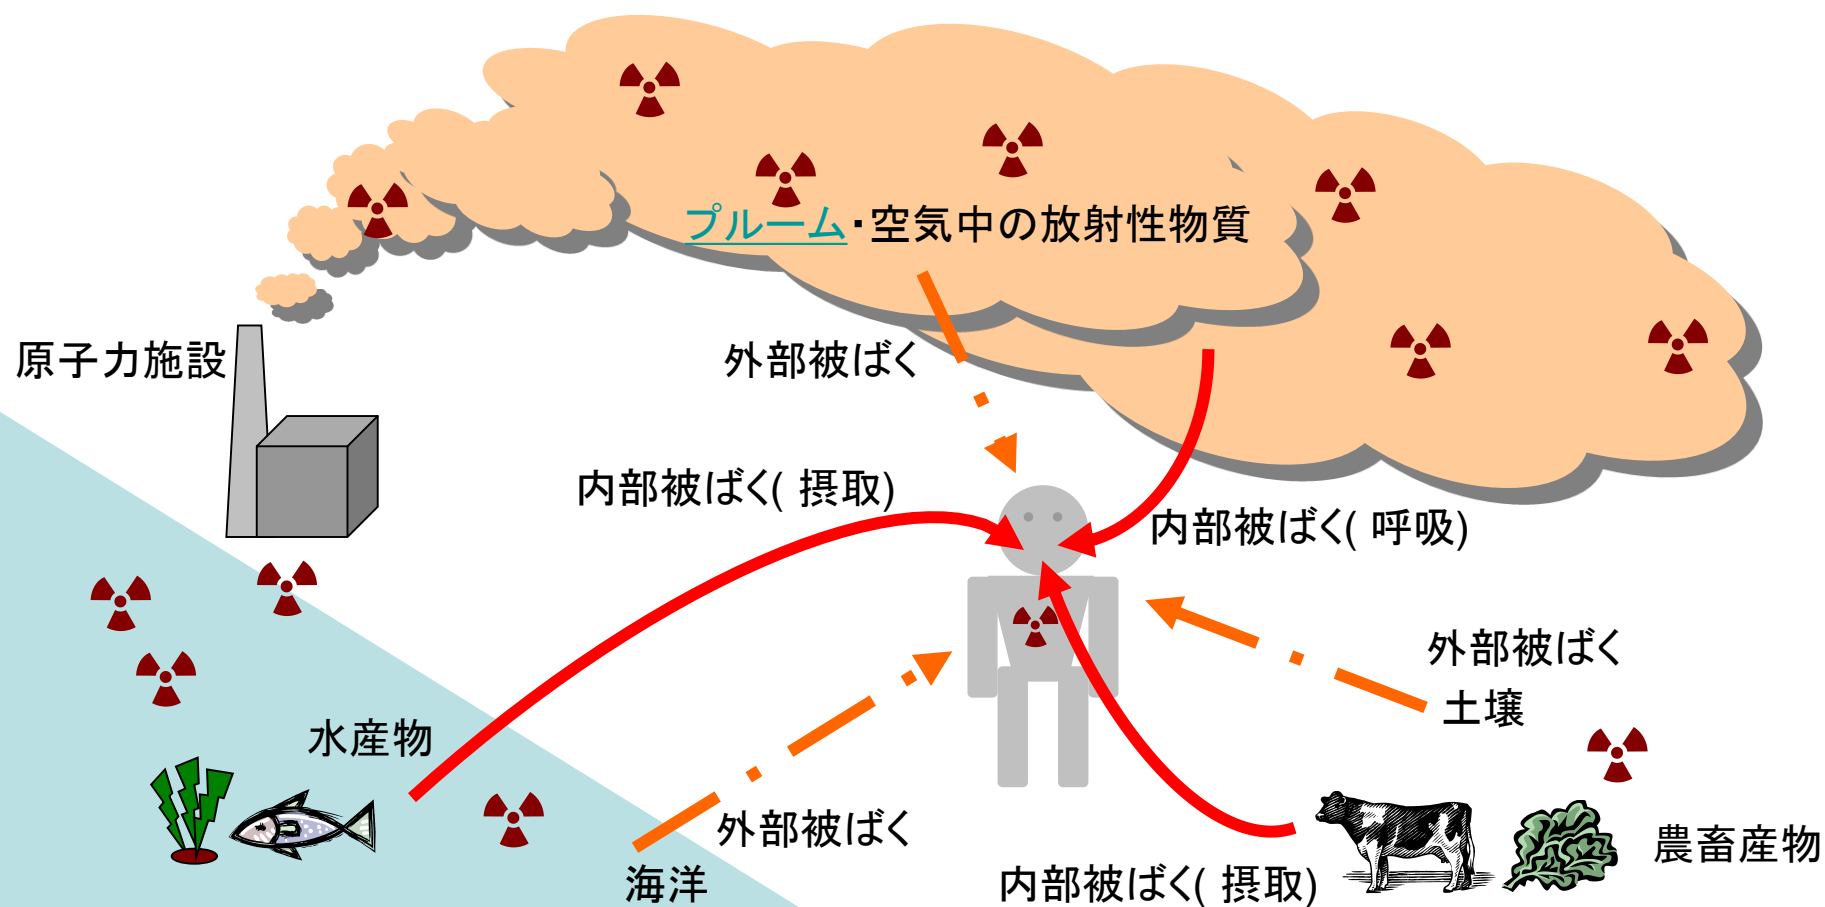 プルーム・空気中の放射性物質
原子力施設
外部被ばく
内部被ばく( 摂取)
内部被ばく( 呼吸)
外部被ばく
土壌
水産物
外部被ばく
海洋
内部被ばく( 摂取)
農畜産物